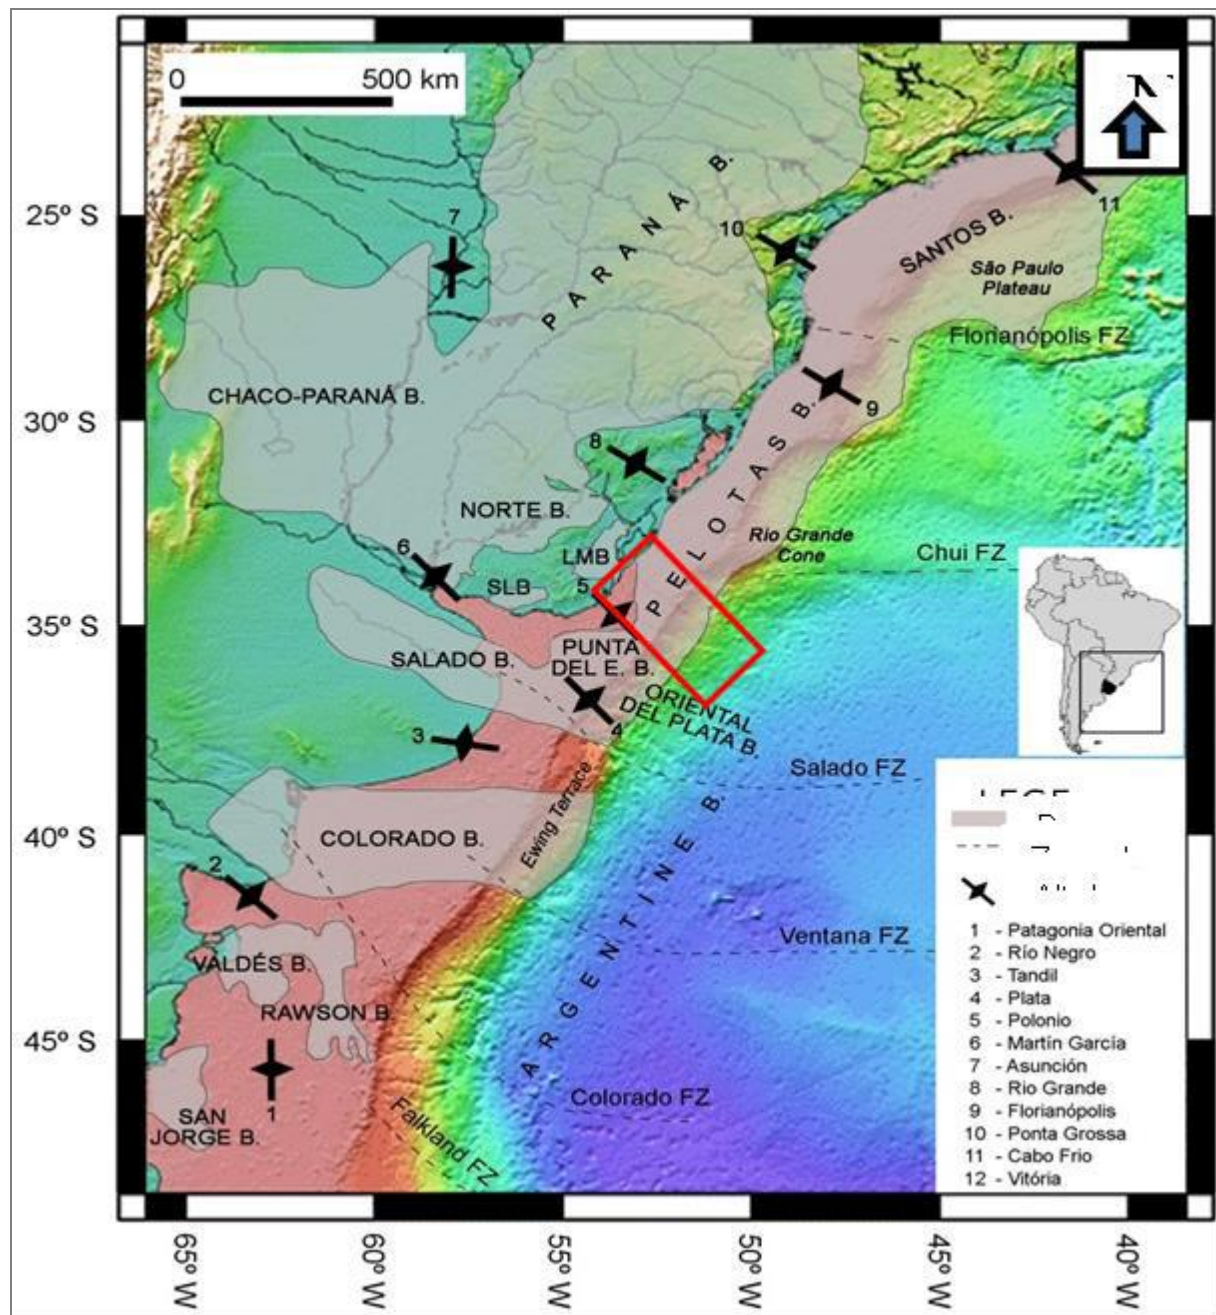 0 500 km
25º S
30º S
35º S
40º S
45º S
65º W
60º W
55º W
50º W
45º W
40º W
7
10
11
PARANÁ B.
SANTOS B.
São Paulo
Plateau
Florianópolis FZ
CHACO-PARANÁ B.
9
8
PELOTAS B.
NORTE B.
Rio Grande
Cone
Chui FZ
6
LMB
SLB
5
SALADO B.
PUNTA
DEL E. B.
ORIENTAL
DEL PLATA B.
4
3
Salado FZ
Ewing Terrace
COLORADO B.
ARGENTINE B.
2
Ventana FZ
VALDÉS B.
RAWSON B.
1
Colorado FZ
SAN
JORGE B.
Falkland FZ
1 - Patagonia Oriental
2 - Río Negro
3 - Tandil
4 - Plata
5 - Polonio
6 - Martín García
7 - Asunción
8 - Rio Grande
9 - Florianópolis
10 - Ponta Grossa
11 - Cabo Frio
12 - Vitória